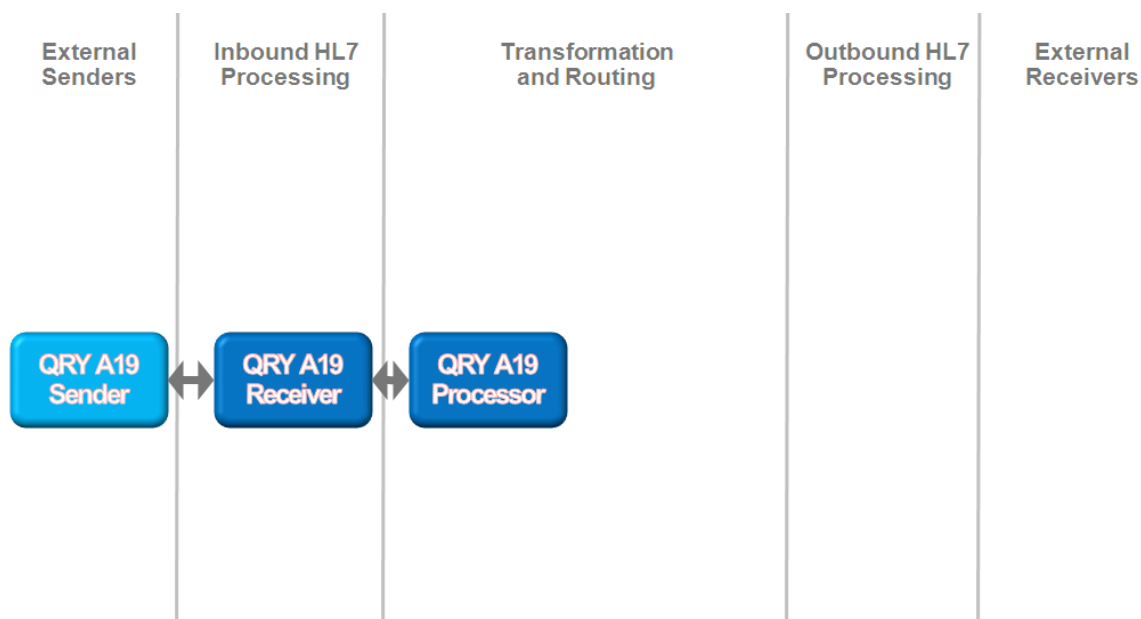 External
Senders
Inbound HL7
Processing
Transformation
and Routing
Outbound HL7
Processing
External
Receivers
QRY A19
Sender
QRY A19
Receiver
QRY A19
Processor